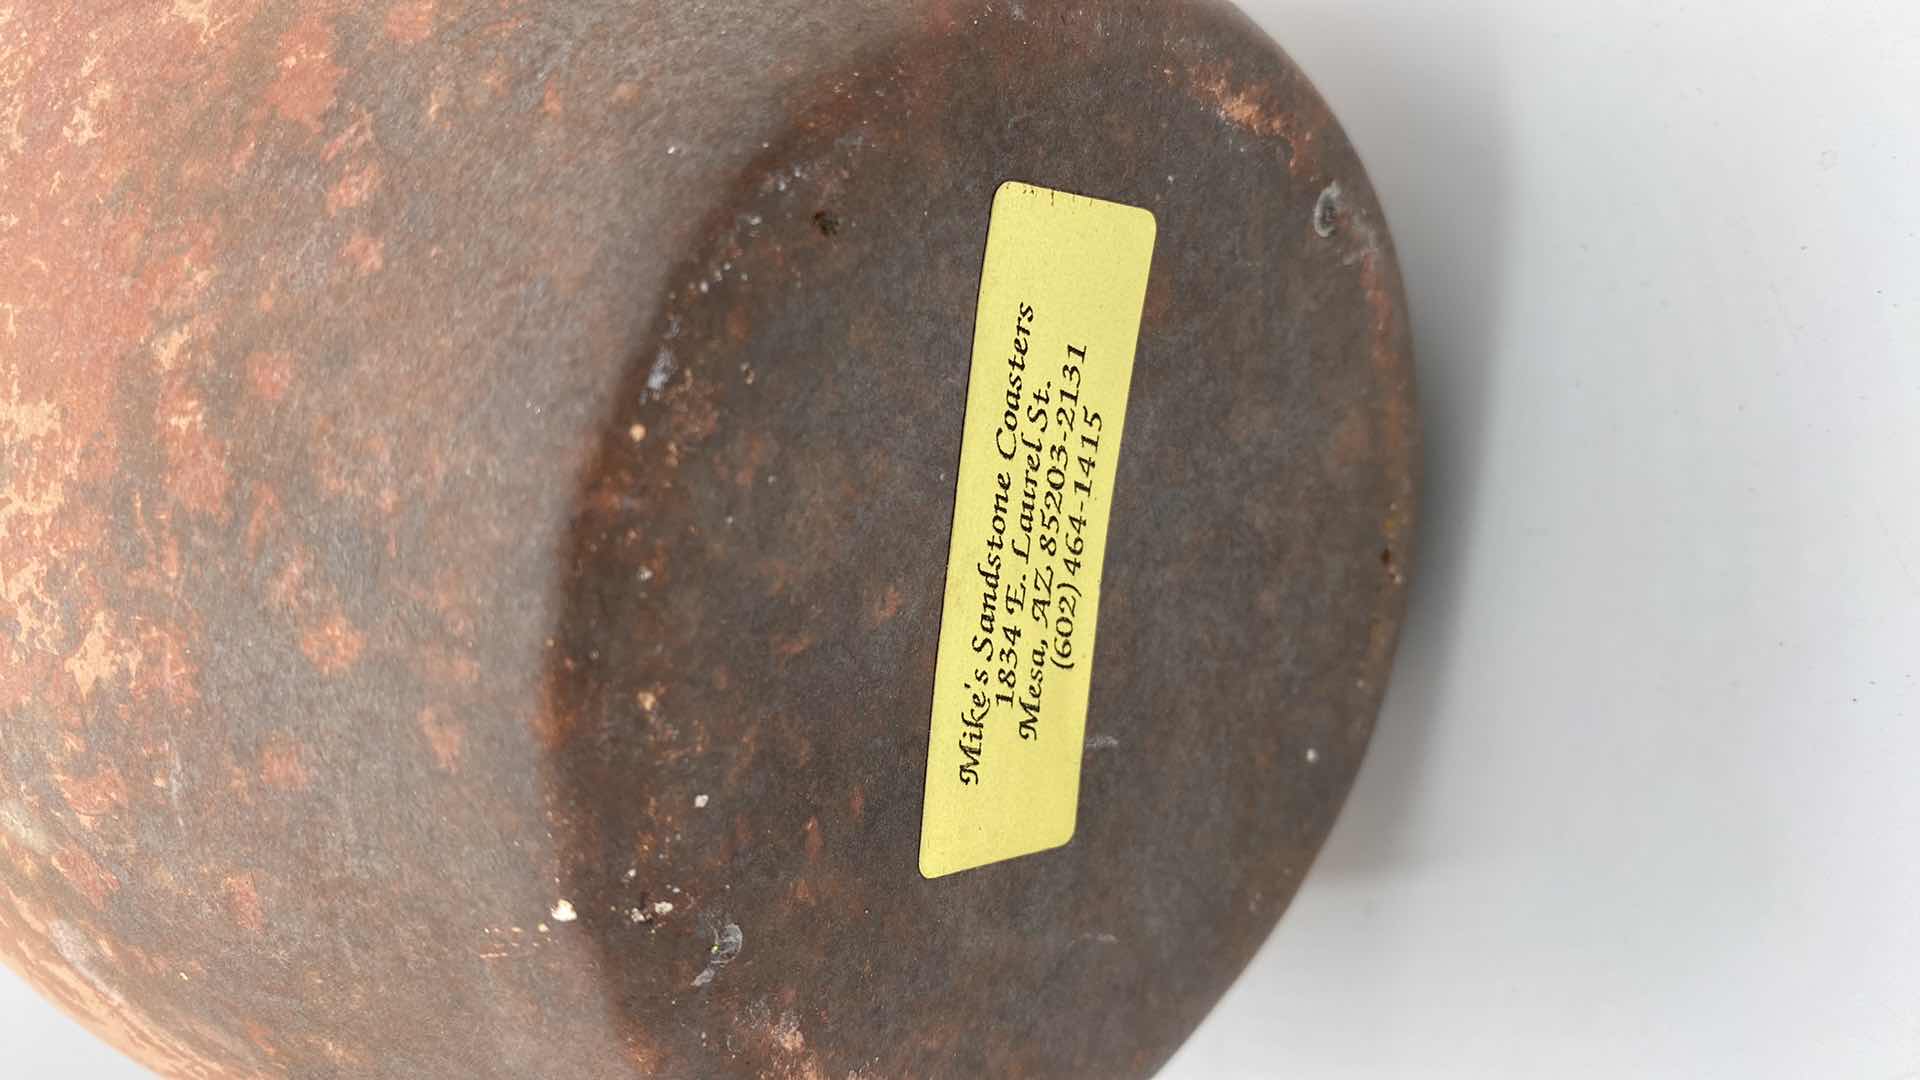 Mike's Sandstone Coasters
1834 E. Laurel St.
Mesa, AZ 85203-2131
(602) 464-1415